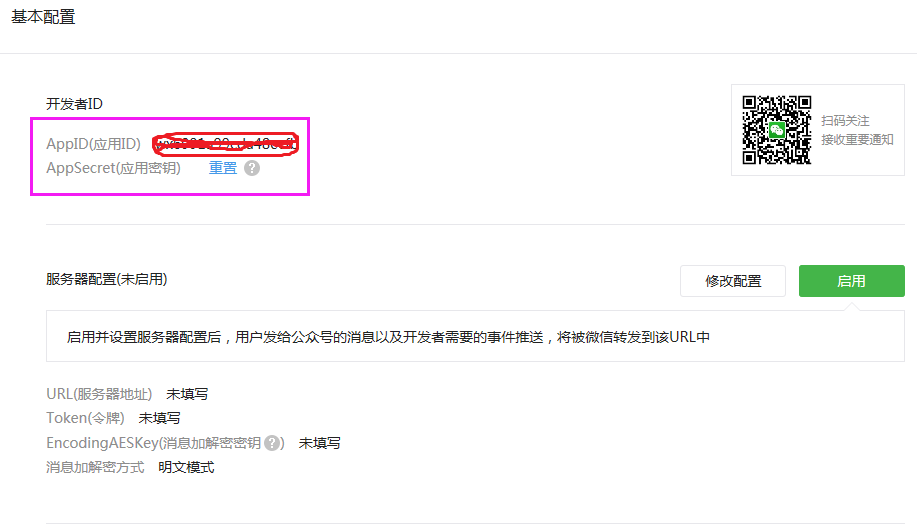 基本配置
开发者ID
AppID(应用ID)
AppSecret(应用密钥) 重置 ?
扫码关注
接收重要通知
服务器配置(未启用)
修改配置
启用
启用并设置服务器配置后，用户发给公众号的消息以及开发者需要的事件推送，将被微信转发到该URL中
URL(服务器地址) 未填写
Token(令牌) 未填写
EncodingAESKey(消息加解密密钥?) 未填写
消息加解密方式 明文模式